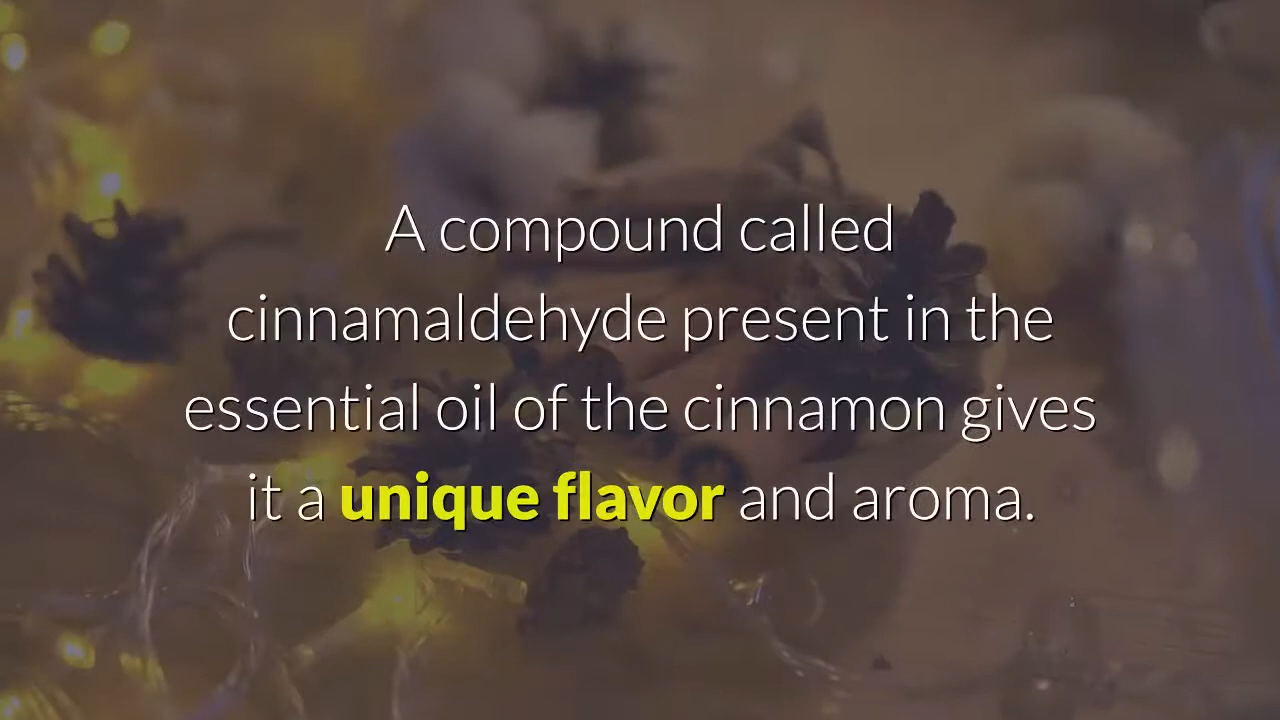 A compound called
cinnamaldehyde present in the
essential oil of the cinnamon gives
it a unique flavor and aroma.